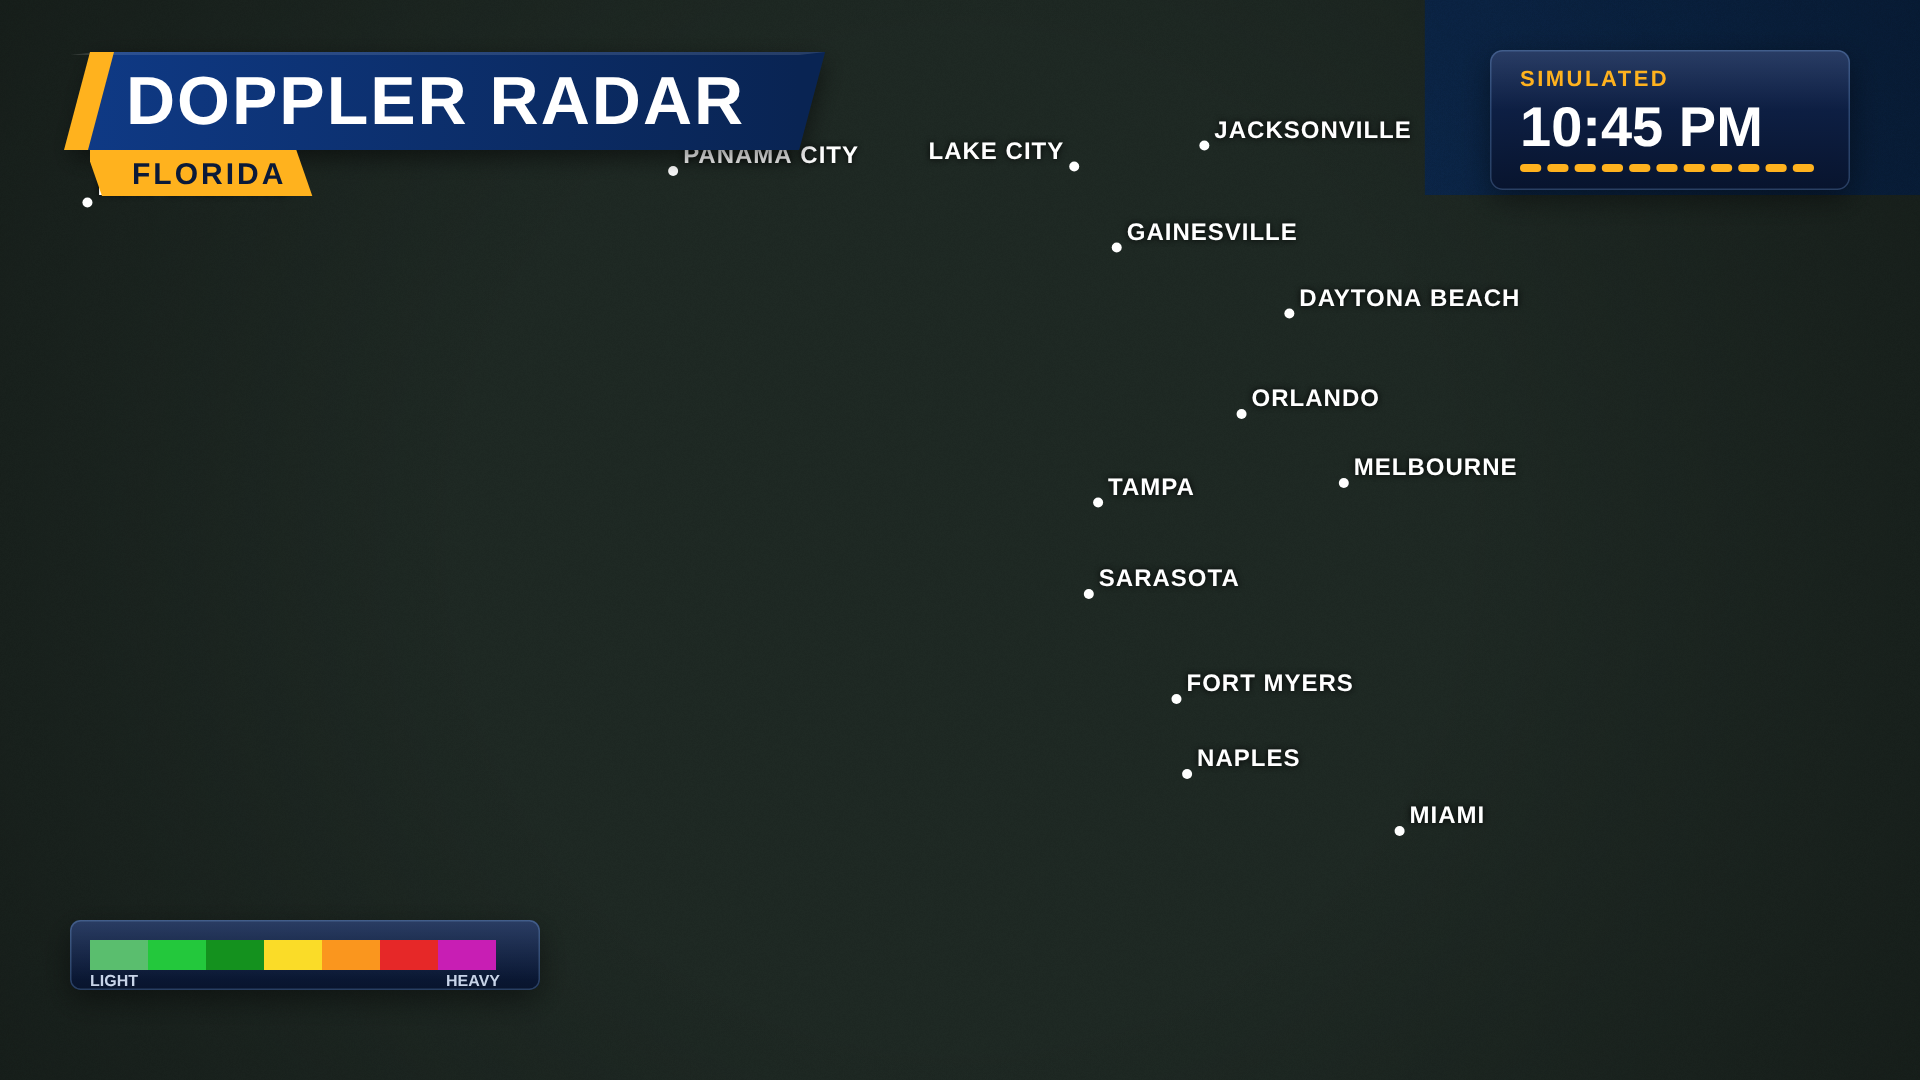 DOPPLER RADAR
FLORIDA
SIMULATED
10:45 PM
PANAMA CITY
LAKE CITY
JACKSONVILLE
GAINESVILLE
DAYTONA BEACH
ORLANDO
MELBOURNE
TAMPA
SARASOTA
FORT MYERS
NAPLES
MIAMI
LIGHT
HEAVY